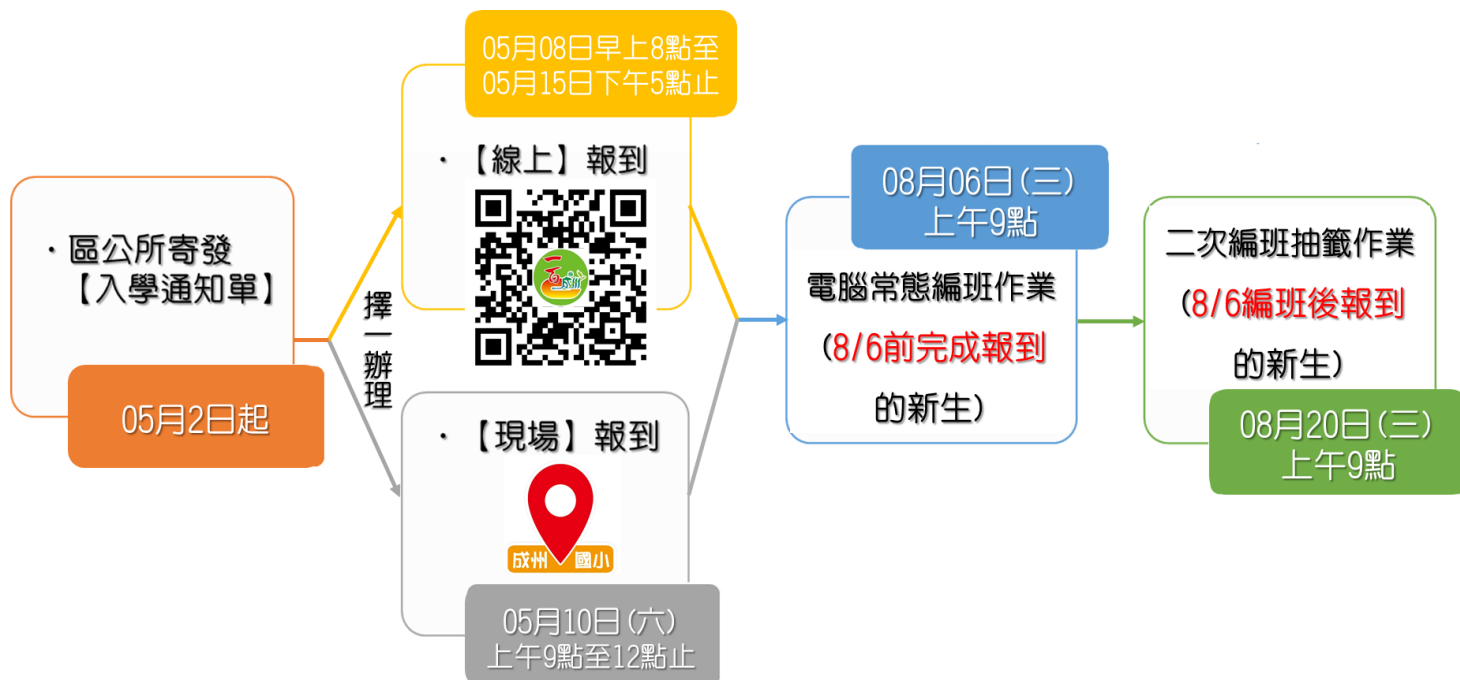 ・區公所寄發
【入學通知單】
05月2日起
擇一辦理
05月08日早上8點至
05月15日下午5點止
・【線上】報到
一百成洲
・【現場】報到
成州國小
05月10日(六)
上午9點至12點止
08月06日(三)
上午9點
電腦常態編班作業
(8/6前完成報到
的新生)
二次編班抽籤作業
(8/6編班後報到
的新生)
08月20日(三)
上午9點